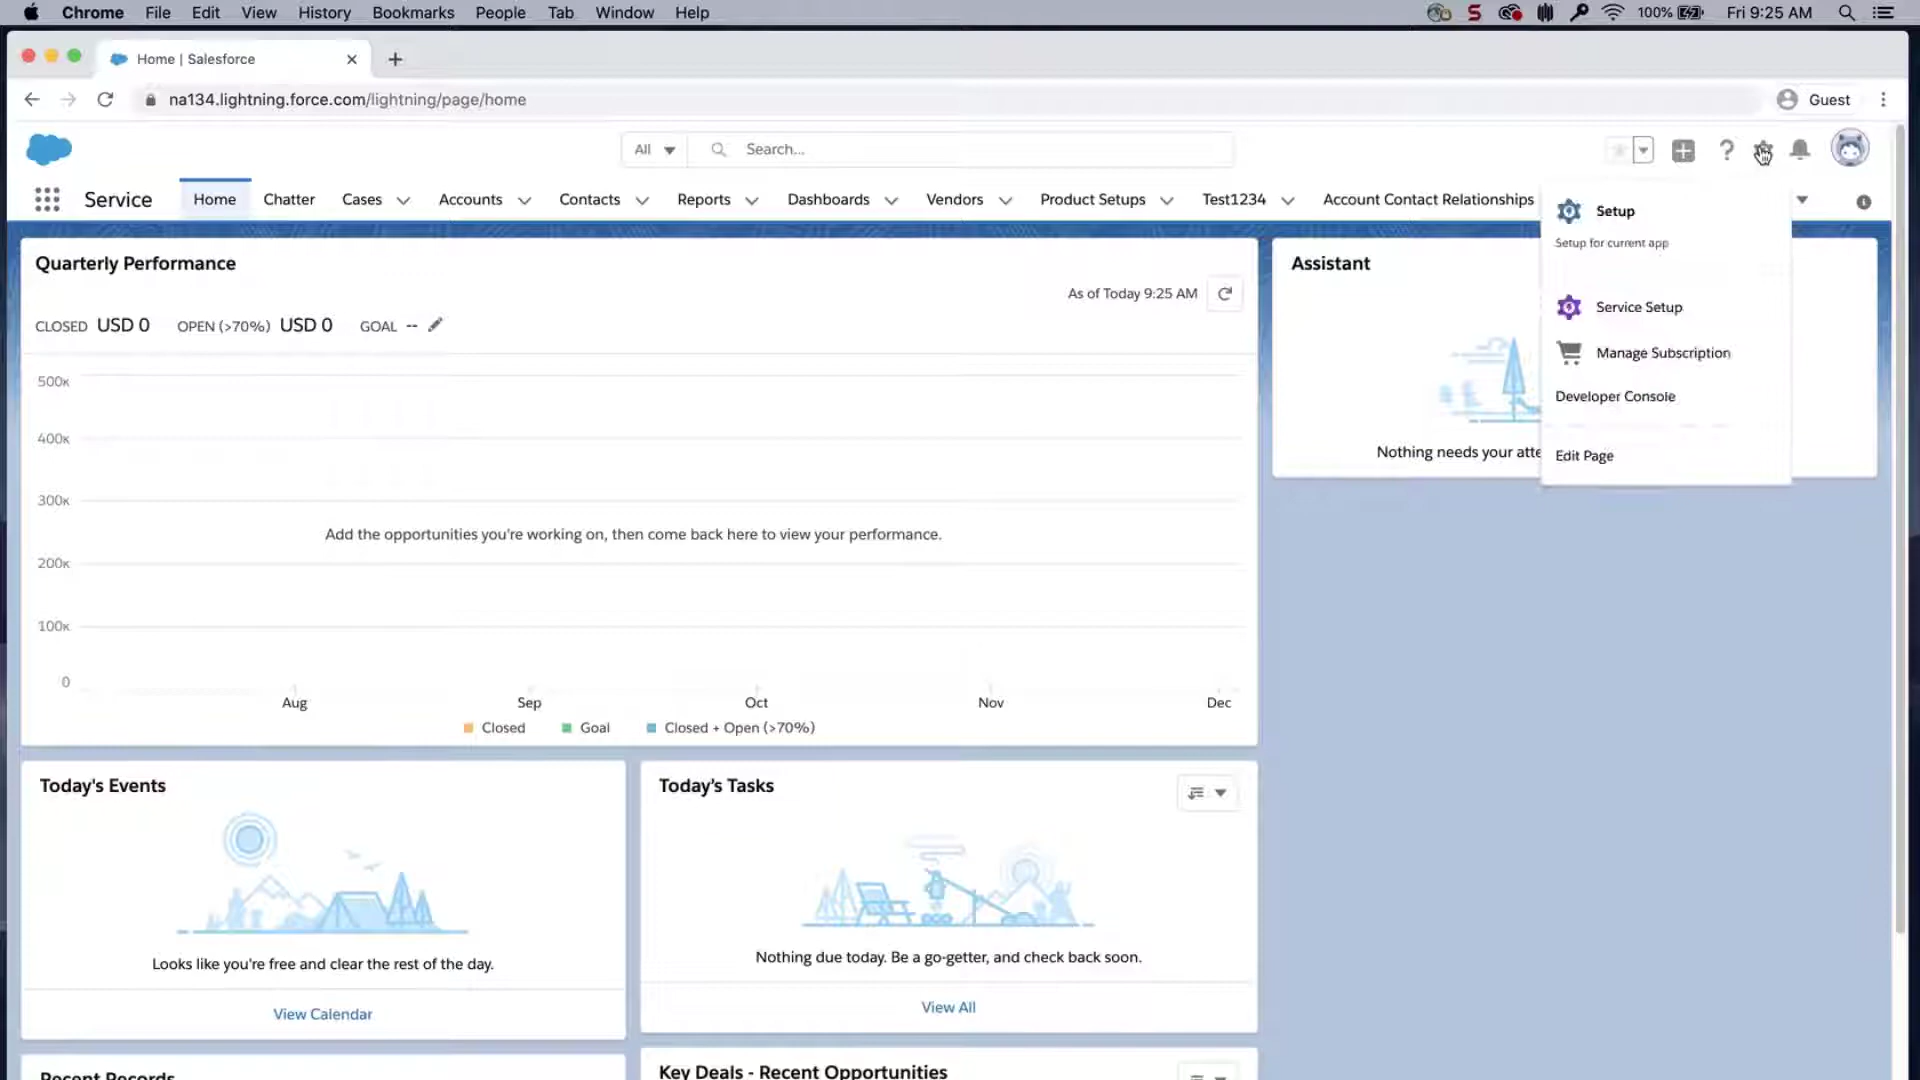 Chrome File Edit View History Bookmarks People Tab Window Help
100% Fri 9:25 AM
Home | Salesforce
na134.lightning.force.com/lightning/page/home
Guest
All Search...
Service Home Chatter Cases Accounts Contacts Reports Dashboards Vendors Product Setups Test1234 Account Contact Relationships
Setup
Setup for current app
Service Setup
Manage Subscription
Developer Console
Edit Page
Quarterly Performance
As of Today 9:25 AM
CLOSED USD 0 OPEN (>70%) USD 0 GOAL --
500K
400K
300K
200K
100K
0
Add the opportunities you're working on, then come back here to view your performance.
Aug Sep Oct Nov Dec
Closed Goal Closed + Open (>70%)
Assistant
Nothing needs your atte
Today's Events
Looks like you're free and clear the rest of the day.
View Calendar
Today's Tasks
Nothing due today. Be a go-getter, and check back soon.
View All
Recent Records
Key Deals - Recent Opportunities